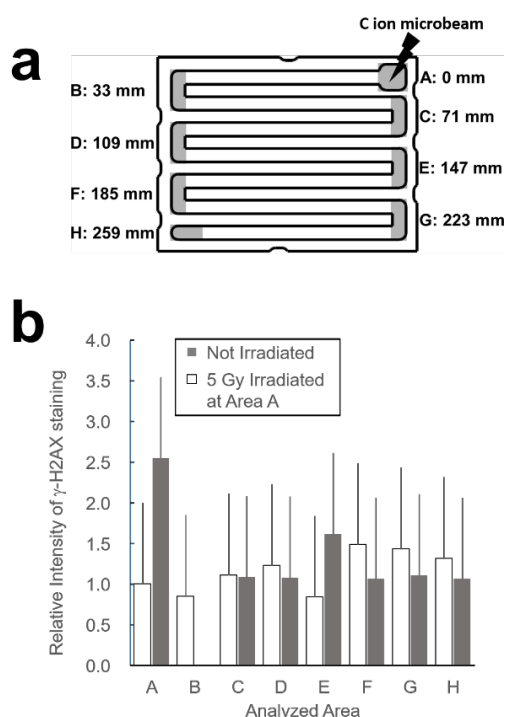 C ion microbeam
a
A: 0 mm
B: 33 mm
C: 71 mm
D: 109 mm
E: 147 mm
F: 185 mm
G: 223 mm
H: 259 mm
b
4.0
3.5
3.0
2.5
2.0
1.5
1.0
0.5
0.0
Relative Intensity of γ-H2AX staining
Not Irradiated
5 Gy Irradiated
at Area A
A B C D E F G H
Analyzed Area